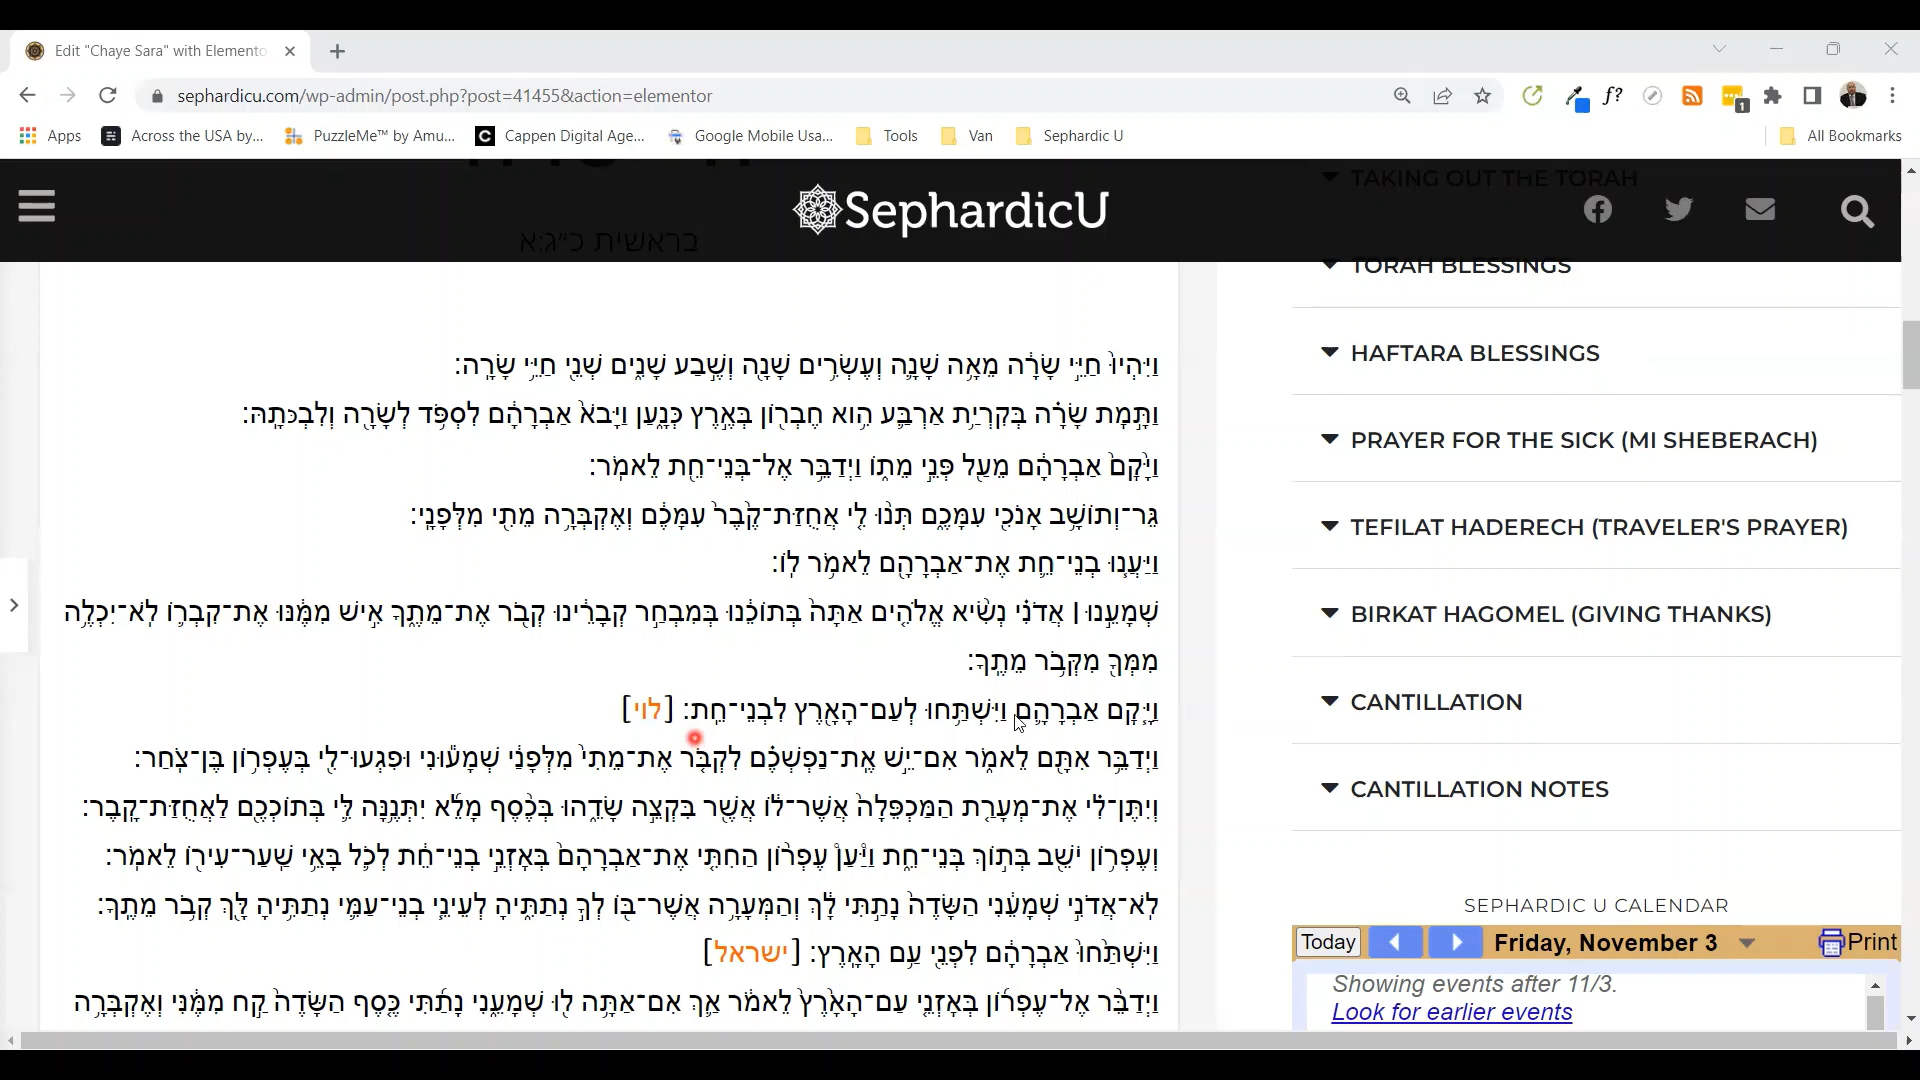 Edit "Chaye Sara" with Elemento
sephardicu.com/wp-admin/post.php?post=41455&action=elementor
f?
1
Apps
Across the USA by...
PuzzleMe™ by Amu...
Cappen Digital Age...
Google Mobile Usa...
Tools
Van
Sephardic U
All Bookmarks
SephardicU
בראשית כ״ג:א
וַיִּהְיוּ֙ חַיֵּ֣י שָׂרָ֔ה מֵאָ֥ה שָׁנָ֛ה וְעֶשְׂרִ֥ים שָׁנָ֖ה וְשֶׁ֣בַע שָׁנִ֑ים שְׁנֵ֖י חַיֵּ֥י שָׂרָֽה׃
וַתָּ֣מׇת שָׂרָ֗ה בְּקִרְיַ֥ת אַרְבַּ֛ע הִ֥וא חֶבְר֖וֹן בְּאֶ֣רֶץ כְּנָ֑עַן וַיָּבֹא֙ אַבְרָהָ֔ם לִסְפֹּ֥ד לְשָׂרָ֖ה וְלִבְכֹּתָֽהּ׃
וַיָּ֙קׇם֙ אַבְרָהָ֔ם מֵעַ֖ל פְּנֵ֣י מֵת֑וֹ וַיְדַבֵּ֥ר אֶל־בְּנֵי־חֵ֖ת לֵאמֹֽר׃
גֵּר־וְתוֹשָׁ֥ב אָנֹכִ֖י עִמָּכֶ֑ם תְּנ֨וּ לִ֤י אֲחֻזַּת־קֶ֙בֶר֙ עִמָּכֶ֔ם וְאֶקְבְּרָ֥ה מֵתִ֖י מִלְּפָנָֽי׃
וַיַּעֲנ֧וּ בְנֵי־חֵ֛ת אֶת־אַבְרָהָ֖ם לֵאמֹ֥ר לֽוֹ׃
שְׁמָעֵ֣נוּ ׀ אֲדֹנִ֗י נְשִׂ֨יא אֱלֹהִ֤ים אַתָּה֙ בְּתוֹכֵ֔נוּ בְּמִבְחַ֣ר קְבָרֵ֔ינוּ קְבֹ֖ר אֶת־מֵתֶ֑ךָ אִ֣ישׁ מִמֶּ֔נּוּ אֶת־קִבְר֛וֹ לֹֽא־יִכְלֶ֥ה
מִמְּךָ֖ מִקְּבֹ֥ר מֵתֶֽךָ׃
וַיָּ֧קׇם אַבְרָהָ֛ם וַיִּשְׁתַּ֥חוּ לְעַם־הָאָ֖רֶץ לִבְנֵי־חֵֽת׃ [לוי]
וַיְדַבֵּ֥ר אִתָּ֖ם לֵאמֹ֑ר אִם־יֵ֣שׁ אֶֽת־נַפְשְׁכֶ֗ם לִקְבֹּ֤ר אֶת־מֵתִי֙ מִלְּפָנַ֔י שְׁמָע֕וּנִי וּפִגְעוּ־לִ֖י בְּעֶפְר֥וֹן בֶּן־צֹֽחַר׃
וְיִתֶּן־לִ֗י אֶת־מְעָרַ֤ת הַמַּכְפֵּלָה֙ אֲשֶׁר־ל֔וֹ אֲשֶׁ֖ר בִּקְצֵ֣ה שָׂדֵ֑הוּ בְּכֶ֨סֶף מָלֵ֜א יִתְּנֶ֥נָּה לִ֛י בְּתוֹכְכֶ֖ם לַאֲחֻזַּת־קָֽבֶר׃
וְעֶפְר֥וֹן יֹשֵׁ֖ב בְּת֣וֹךְ בְּנֵי־חֵ֑ת וַיַּ֩עַן֩ עֶפְר֨וֹן הַחִתִּ֤י אֶת־אַבְרָהָם֙ בְּאׇזְנֵ֣י בְנֵי־חֵ֔ת לְכֹ֛ל בָּאֵ֥י שַֽׁעַר־עִיר֖וֹ לֵאמֹֽר׃
לֹֽא־אֲדֹנִ֣י שְׁמָעֵ֔נִי הַשָּׂדֶה֙ נָתַ֣תִּי לָ֔ךְ וְהַמְּעָרָ֥ה אֲשֶׁר־בּ֖וֹ לְךָ֣ נְתַתִּ֑יהָ לְעֵינֵ֧י בְנֵי־עַמִּ֛י נְתַתִּ֥יהָ לָּ֖ךְ קְבֹ֥ר מֵתֶֽךָ׃
וַיִּשְׁתַּ֙חוּ֙ אַבְרָהָ֔ם לִפְנֵ֖י עַ֥ם הָאָֽרֶץ׃ [ישראל]
וַיְדַבֵּ֨ר אֶל־עֶפְר֜וֹן בְּאׇזְנֵ֤י עַם־הָאָ֙רֶץ֙ לֵאמֹ֔ר אַ֛ךְ אִם־אַתָּ֥ה ל֖וּ שְׁמָעֵ֑נִי נָתַ֜תִּי כֶּ֤סֶף הַשָּׂדֶה֙ קַ֣ח מִמֶּ֔נִּי וְאֶקְבְּרָ֥ה
TAKING OUT THE TORAH
TORAH BLESSINGS
HAFTARA BLESSINGS
PRAYER FOR THE SICK (MI SHEBERACH)
TEFILAT HADERECH (TRAVELER'S PRAYER)
BIRKAT HAGOMEL (GIVING THANKS)
CANTILLATION
CANTILLATION NOTES
SEPHARDIC U CALENDAR
Today Friday, November 3 Print
Showing events after 11/3.
Look for earlier events